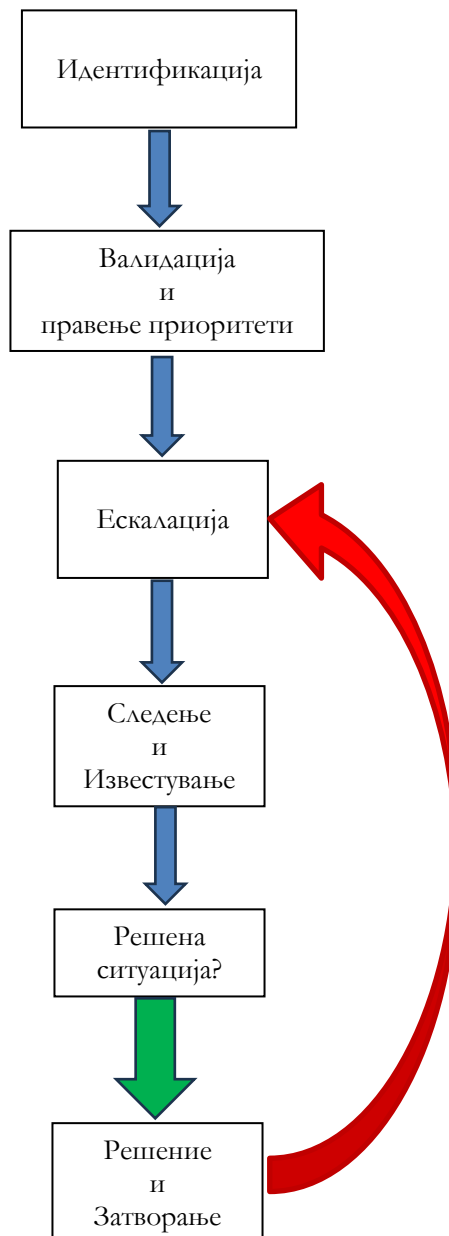 Идентификација
Валидација
и
правење приоритети
Ескалација
Следење
и
Известување
Решена
ситуација?
Решение
и
Затворање